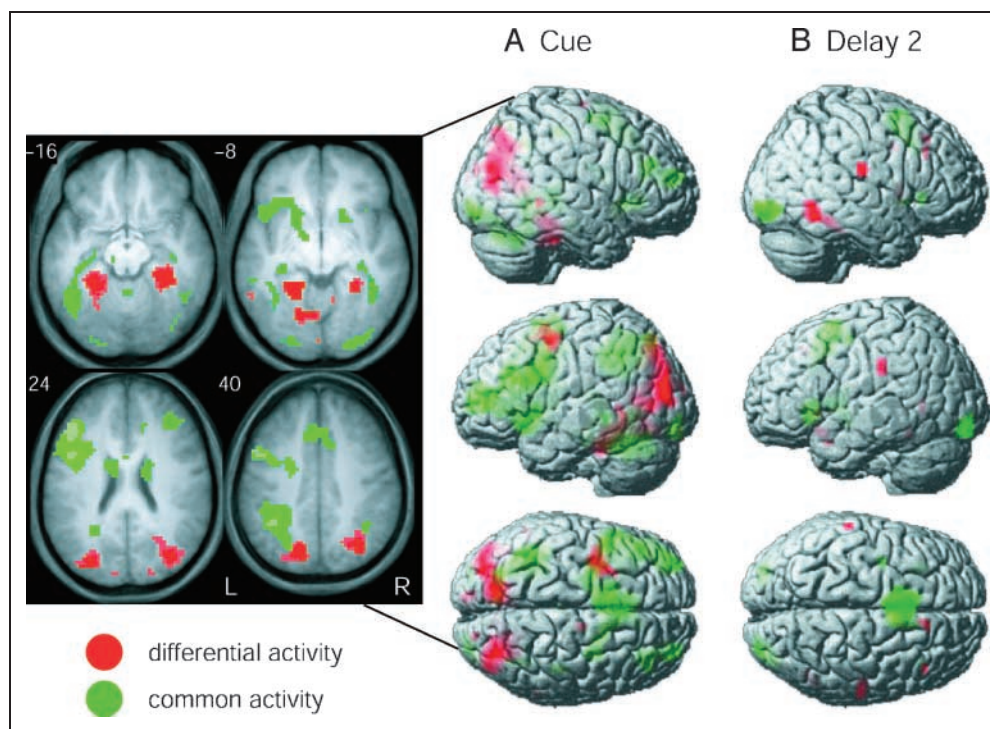 A Cue
B Delay 2
−16
−8
24
40
L
R
differential activity
common activity